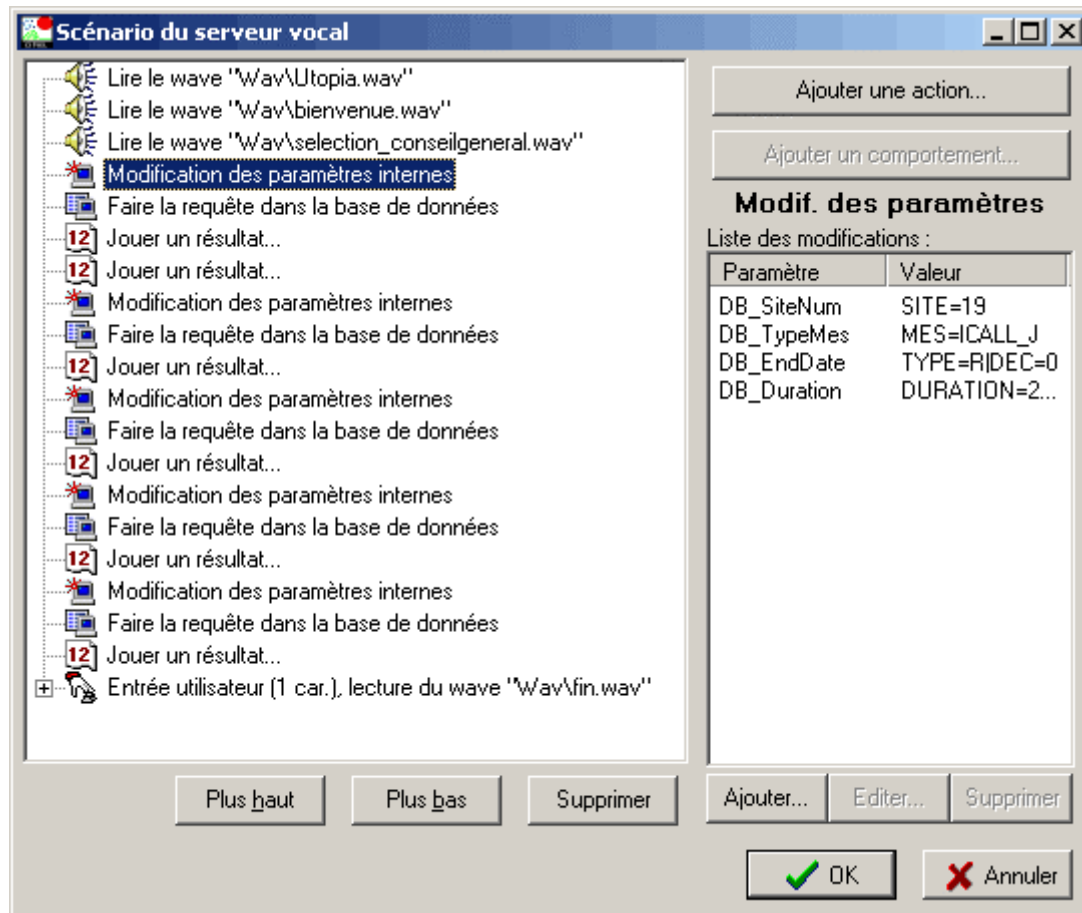 Scénario du serveur vocal
Lire le wave "Wav\Utopia.wav"
Lire le wave "Wav\bienvenue.wav"
Lire le wave "Wav\selection_conseilgeneral.wav"
Modification des paramètres internes
Faire la requête dans la base de données
12 Jouer un résultat...
12 Jouer un résultat...
Modification des paramètres internes
Faire la requête dans la base de données
12 Jouer un résultat...
Modification des paramètres internes
Faire la requête dans la base de données
12 Jouer un résultat...
Modification des paramètres internes
Faire la requête dans la base de données
12 Jouer un résultat...
Modification des paramètres internes
Faire la requête dans la base de données
12 Jouer un résultat...
Entrée utilisateur (1 car.), lecture du wave "Wav\fin.wav"
Plus haut Plus bas Supprimer
Ajouter une action...
Ajouter un comportement...
Modif. des paramètres
Liste des modifications :
Paramètre Valeur
DB_SiteNum SITE=19
DB_TypeMes MES=ICALL_J
DB_EndDate TYPE=R|DEC=0
DB_Duration DURATION=2...
Ajouter... Editer... Supprimer
OK Annuler